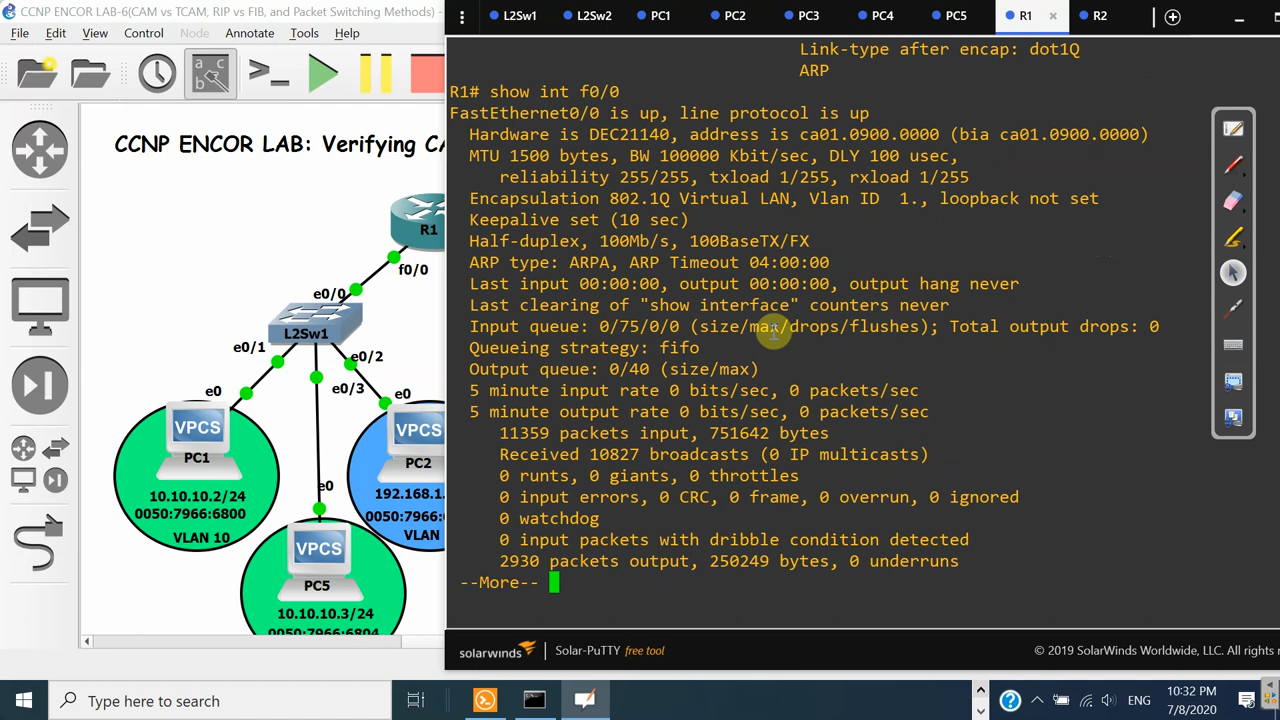 CCNP ENCOR LAB-6(CAM vs TCAM, RIP vs FIB, and Packet Switching Methods)
File Edit View Control Node Annotate Tools Help
CCNP ENCOR LAB: Verifying CA
R1
f0/0
e0/0
L2Sw1
e0/1
e0/2
e0/3
e0
e0
e0
VPCS
PC1
10.10.10.2/24
0050:7966:6800
VLAN 10
VPCS
PC2
192.168.1.
0050:7966:
VLAN
VPCS
PC5
10.10.10.3/24
0050:7966:6804
L2Sw1 L2Sw2 PC1 PC2 PC3 PC4 PC5 R1 R2
Link-type after encap: dot1Q
ARP
R1# show int f0/0
FastEthernet0/0 is up, line protocol is up
Hardware is DEC21140, address is ca01.0900.0000 (bia ca01.0900.0000)
MTU 1500 bytes, BW 100000 Kbit/sec, DLY 100 usec,
reliability 255/255, txload 1/255, rxload 1/255
Encapsulation 802.1Q Virtual LAN, Vlan ID 1., loopback not set
Keepalive set (10 sec)
Half-duplex, 100Mb/s, 100BaseTX/FX
ARP type: ARPA, ARP Timeout 04:00:00
Last input 00:00:00, output 00:00:00, output hang never
Last clearing of "show interface" counters never
Input queue: 0/75/0/0 (size/max/drops/flushes); Total output drops: 0
Queueing strategy: fifo
Output queue: 0/40 (size/max)
5 minute input rate 0 bits/sec, 0 packets/sec
5 minute output rate 0 bits/sec, 0 packets/sec
11359 packets input, 751642 bytes
Received 10827 broadcasts (0 IP multicasts)
0 runts, 0 giants, 0 throttles
0 input errors, 0 CRC, 0 frame, 0 overrun, 0 ignored
0 watchdog
0 input packets with dribble condition detected
2930 packets output, 250249 bytes, 0 underruns
--More--
solarwinds Solar-PuTTY free tool © 2019 SolarWinds Worldwide, LLC. All rights r
Type here to search
ENG
10:32 PM
7/8/2020